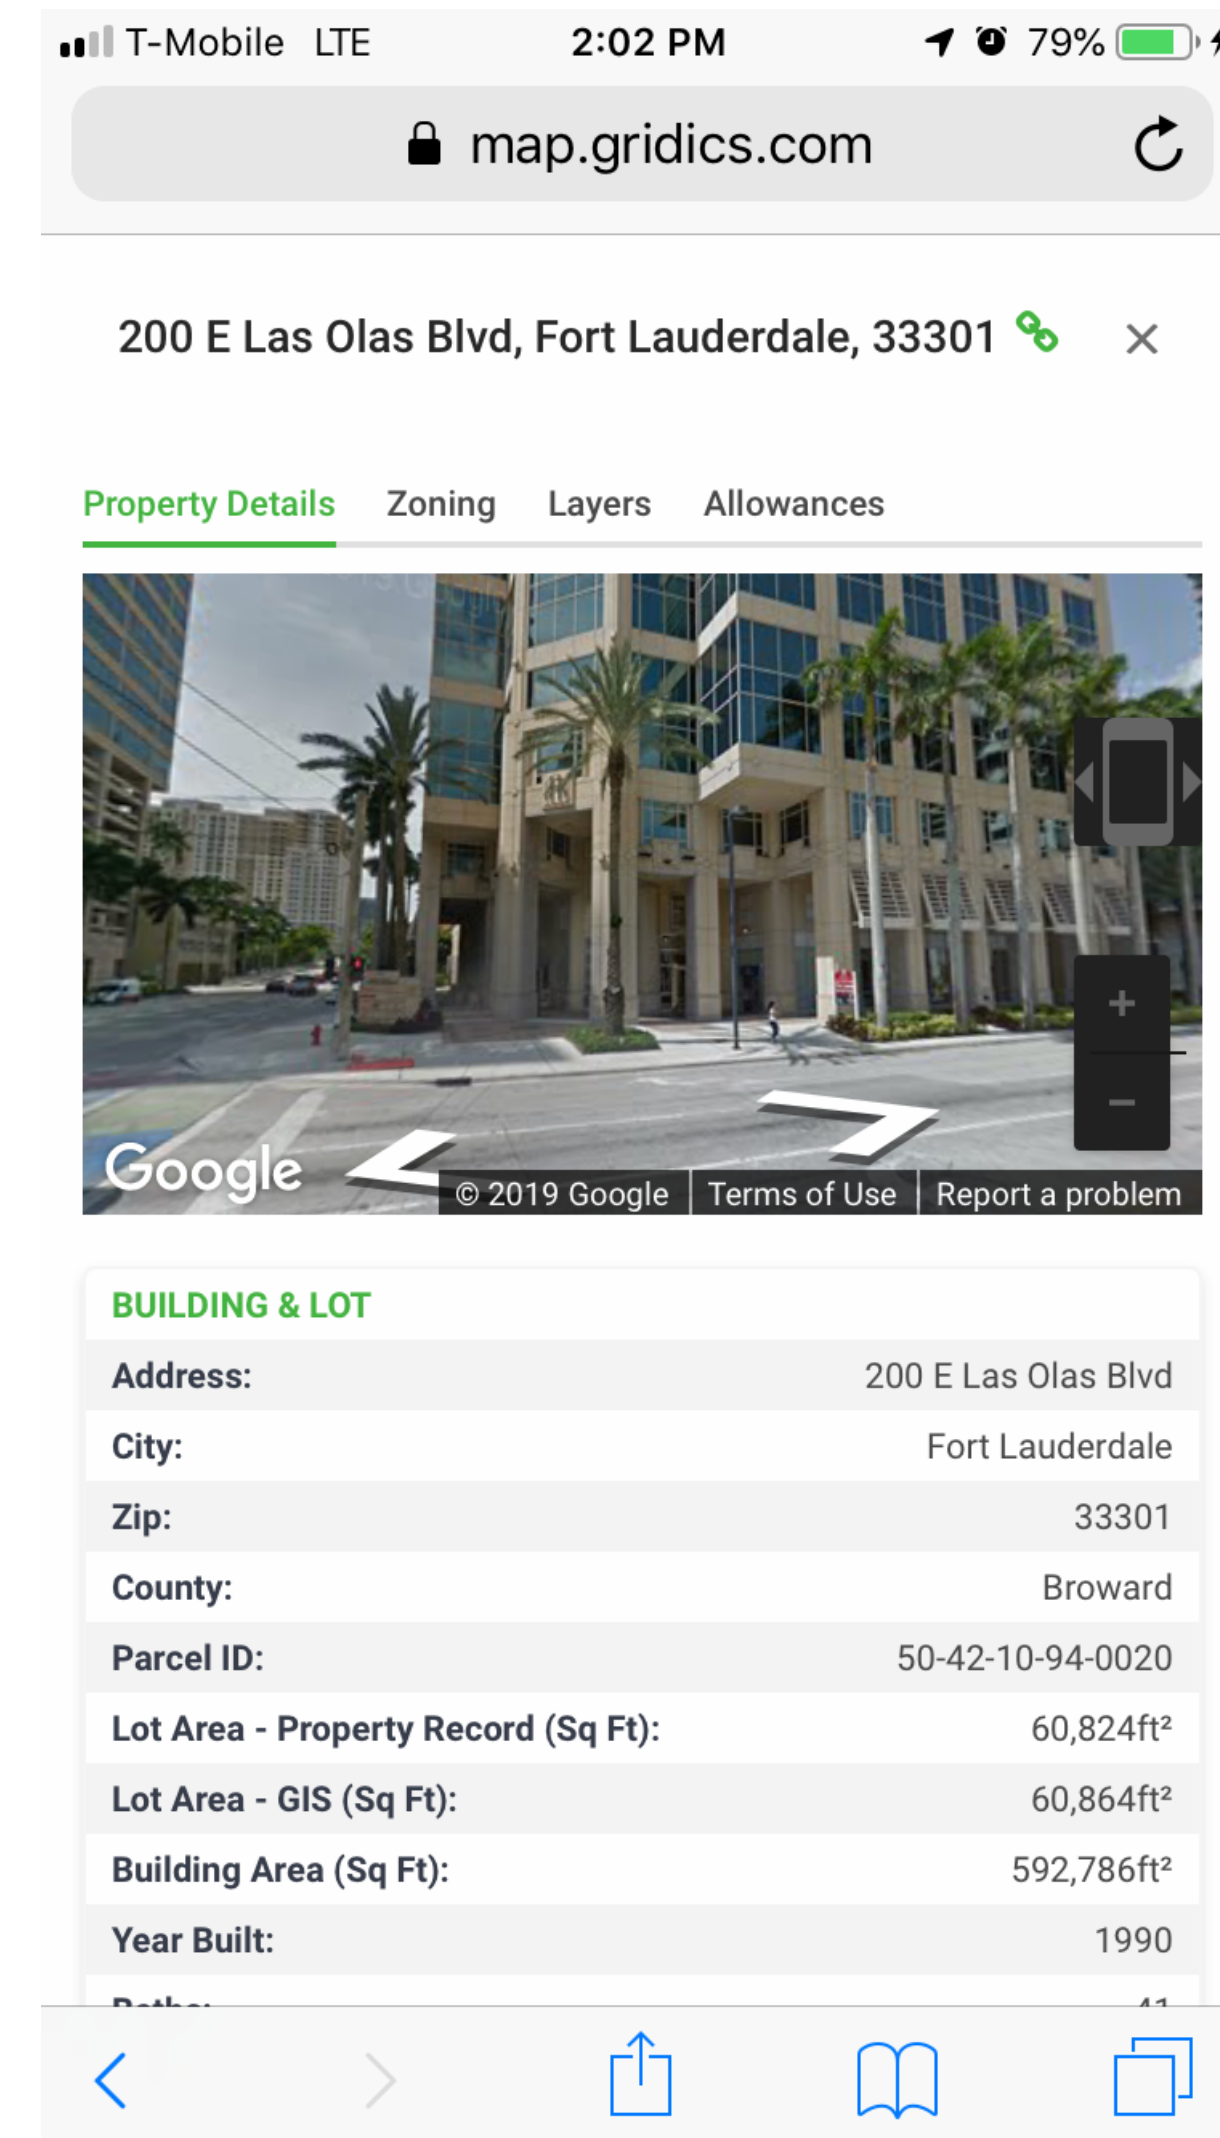 T-Mobile LTE 2:02 PM 79%
map.gridics.com
200 E Las Olas Blvd, Fort Lauderdale, 33301
Property Details Zoning Layers Allowances
Google
© 2019 Google Terms of Use Report a problem
BUILDING & LOT
Address: 200 E Las Olas Blvd
City: Fort Lauderdale
Zip: 33301
County: Broward
Parcel ID: 50-42-10-94-0020
Lot Area - Property Record (Sq Ft): 60,824ft²
Lot Area - GIS (Sq Ft): 60,864ft²
Building Area (Sq Ft): 592,786ft²
Year Built: 1990